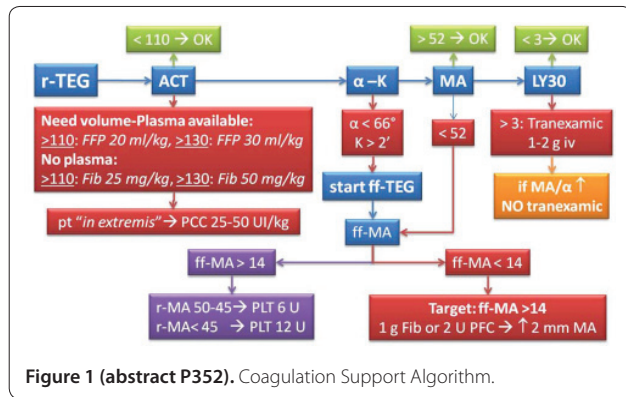 < 110 → OK
> 52 → OK
< 3 → OK
r-TEG
ACT
α –K
MA
LY30
Need volume-Plasma available:
>110: FFP 20 ml/kg, >130: FFP 30 ml/kg
No plasma:
>110: Fib 25 mg/kg, >130: Fib 50 mg/kg
α < 66°
K > 2’
< 52
> 3: Tranexamic
1-2 g iv
start ff-TEG
if MA/α ↑
NO tranexamic
pt “in extremis” → PCC 25-50 UI/kg
ff-MA
ff-MA > 14
ff-MA < 14
r-MA 50-45 → PLT 6 U
r-MA< 45 → PLT 12 U
Target: ff-MA >14
1 g Fib or 2 U PFC → ↑ 2 mm MA
Figure 1 (abstract P352). Coagulation Support Algorithm.